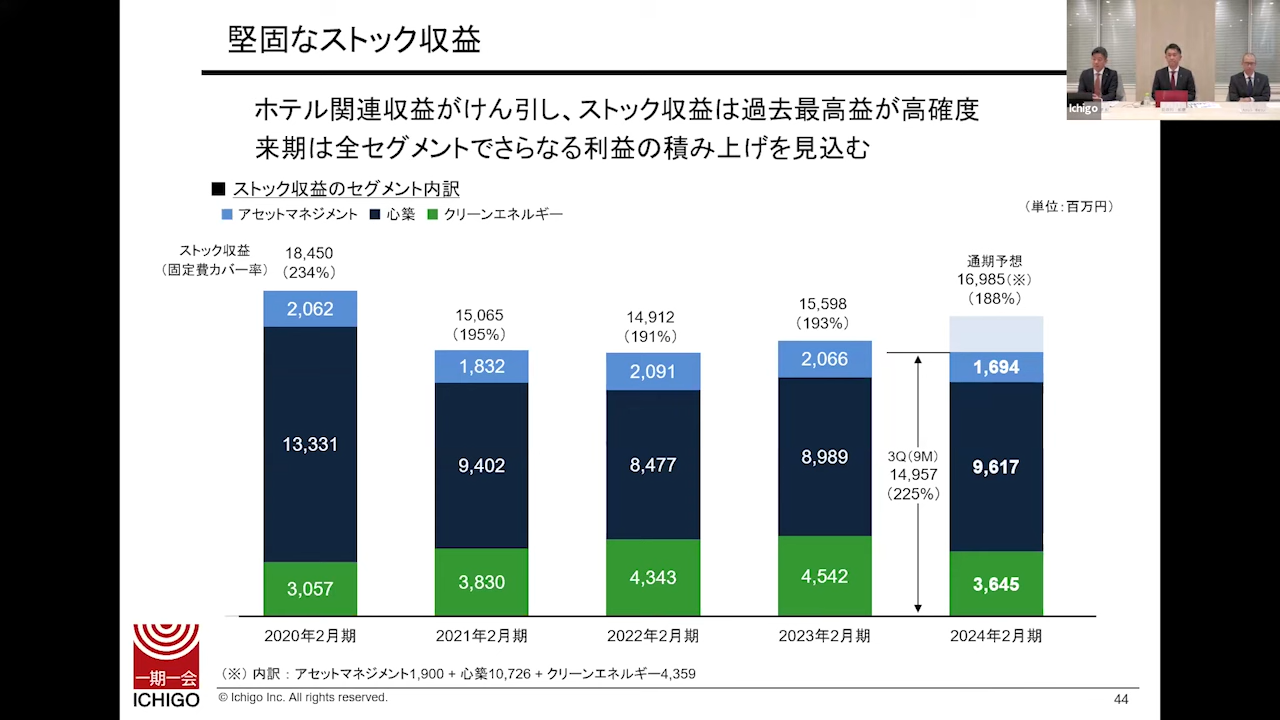 堅固なストック収益
Ichigo
ホテル関連収益がけん引し、ストック収益は過去最高益が高確度
来期は全セグメントでさらなる利益の積み上げを見込む
■ ストック収益のセグメント内訳
アセットマネジメント 心築 クリーンエネルギー
（単位：百万円）
ストック収益
（固定費カバー率）
18,450
（234%）
2,062
13,331
3,057
2020年2月期
15,065
（195%）
1,832
9,402
3,830
2021年2月期
14,912
（191%）
2,091
8,477
4,343
2022年2月期
15,598
（193%）
2,066
8,989
4,542
2023年2月期
3Q（9M）
14,957
（225%）
通期予想
16,985（※）
（188%）
1,694
9,617
3,645
2024年2月期
（※）内訳：アセットマネジメント1,900 + 心築10,726 + クリーンエネルギー4,359
一期一会
ICHIGO
© Ichigo Inc. All rights reserved.
44